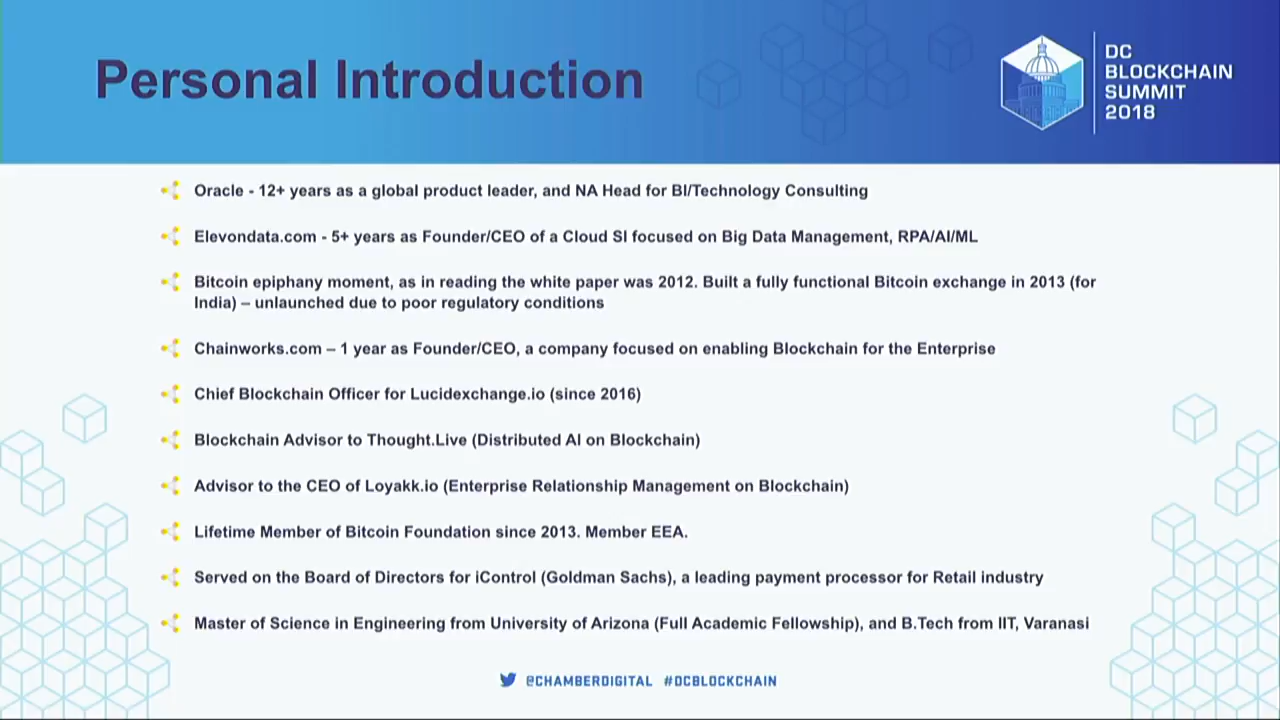 Personal Introduction
DC
BLOCKCHAIN
SUMMIT
2018
Oracle - 12+ years as a global product leader, and NA Head for BI/Technology Consulting
Elevondata.com - 5+ years as Founder/CEO of a Cloud SI focused on Big Data Management, RPA/AI/ML
Bitcoin epiphany moment, as in reading the white paper was 2012. Built a fully functional Bitcoin exchange in 2013 (for
India) – unlaunched due to poor regulatory conditions
Chainworks.com – 1 year as Founder/CEO, a company focused on enabling Blockchain for the Enterprise
Chief Blockchain Officer for Lucidexchange.io (since 2016)
Blockchain Advisor to Thought.Live (Distributed AI on Blockchain)
Advisor to the CEO of Loyakk.io (Enterprise Relationship Management on Blockchain)
Lifetime Member of Bitcoin Foundation since 2013. Member EEA.
Served on the Board of Directors for iControl (Goldman Sachs), a leading payment processor for Retail industry
Master of Science in Engineering from University of Arizona (Full Academic Fellowship), and B.Tech from IIT, Varanasi
@CHAMBERDIGITAL #DCBLOCKCHAIN